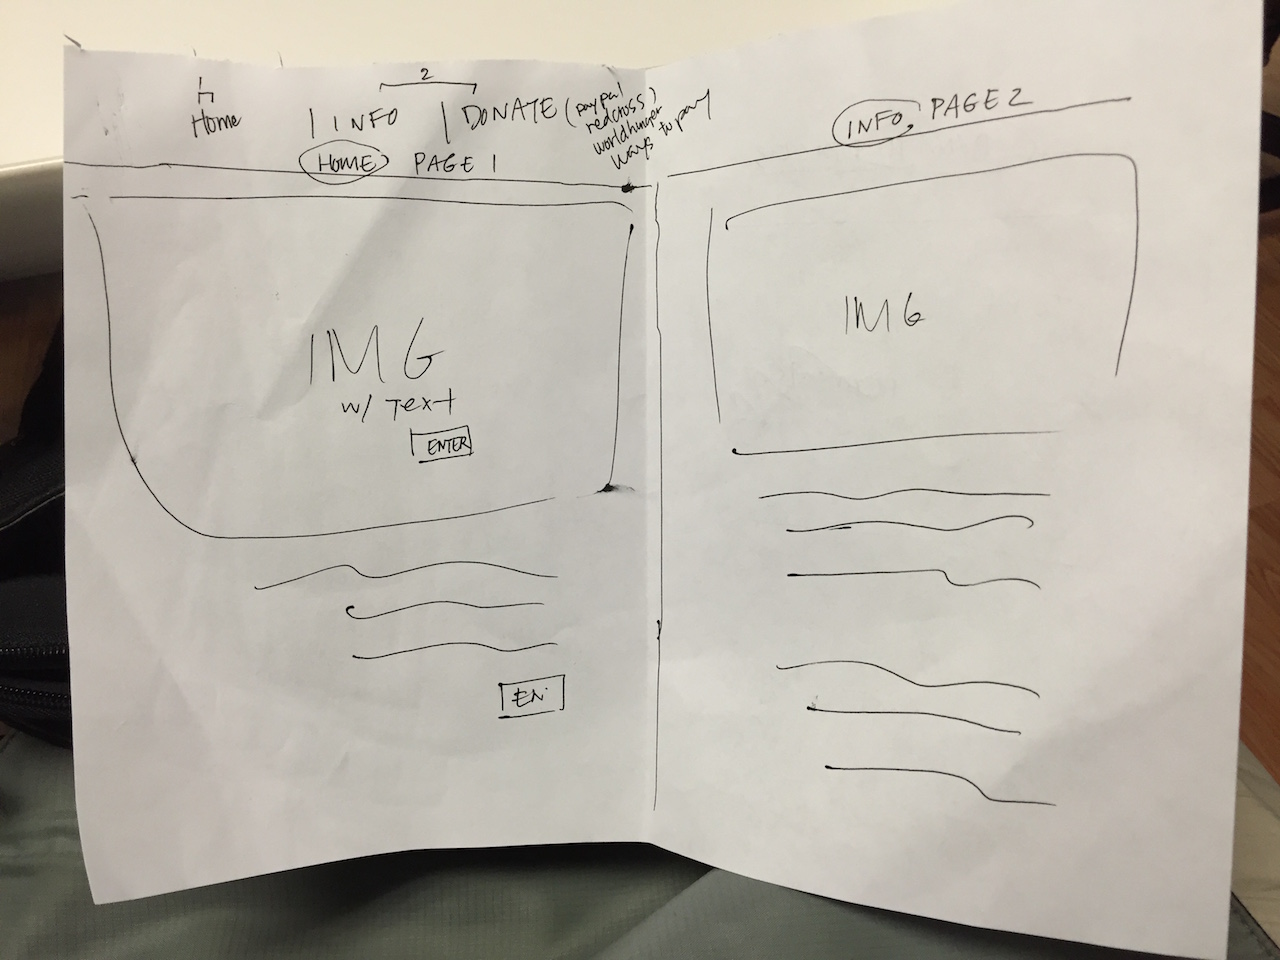 2
Home | INFO | DONATE (paypal
redcross)
worldhunger
ways to pay
HOME PAGE 1
IMG
w/ Text
ENTER
EN.
INFO PAGE 2
IMG